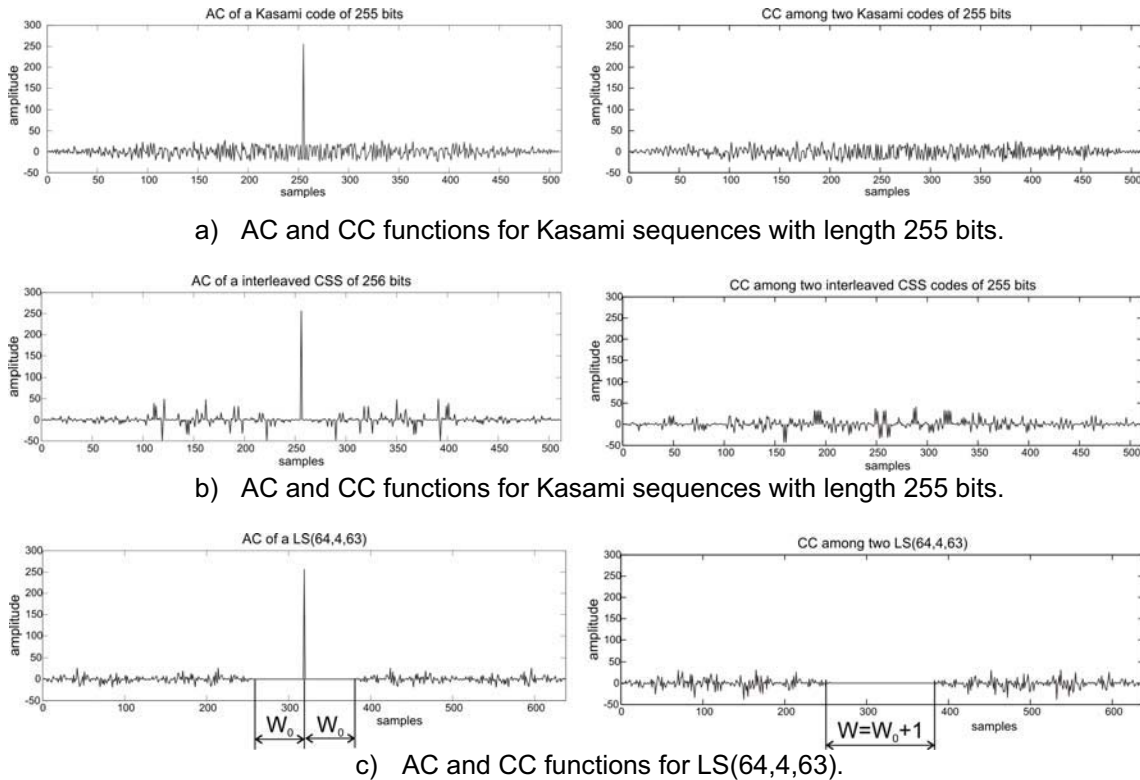 AC of a Kasami code of 255 bits
300
250
200
150
100
50
0
-50
amplitude
0 50 100 150 200 250 300 350 400 450 500
samples
CC among two Kasami codes of 255 bits
300
250
200
150
100
50
0
-50
amplitude
0 50 100 150 200 250 300 350 400 450 500
samples
a) AC and CC functions for Kasami sequences with length 255 bits.
AC of a interleaved CSS of 256 bits
300
250
200
150
100
50
0
-50
amplitude
0 50 100 150 200 250 300 350 400 450 500
samples
CC among two interleaved CSS codes of 255 bits
300
250
200
150
100
50
0
-50
amplitude
0 50 100 150 200 250 300 350 400 450 500
samples
b) AC and CC functions for Kasami sequences with length 255 bits.
AC of a LS(64,4,63)
300
250
200
150
100
50
0
-50
amplitude
0 100 200 300 400 500 600
samples
W₀ W₀
CC among two LS(64,4,63)
300
250
200
150
100
50
0
-50
amplitude
0 100 200 400 500 600
samples
W=W₀+1
c) AC and CC functions for LS(64,4,63).